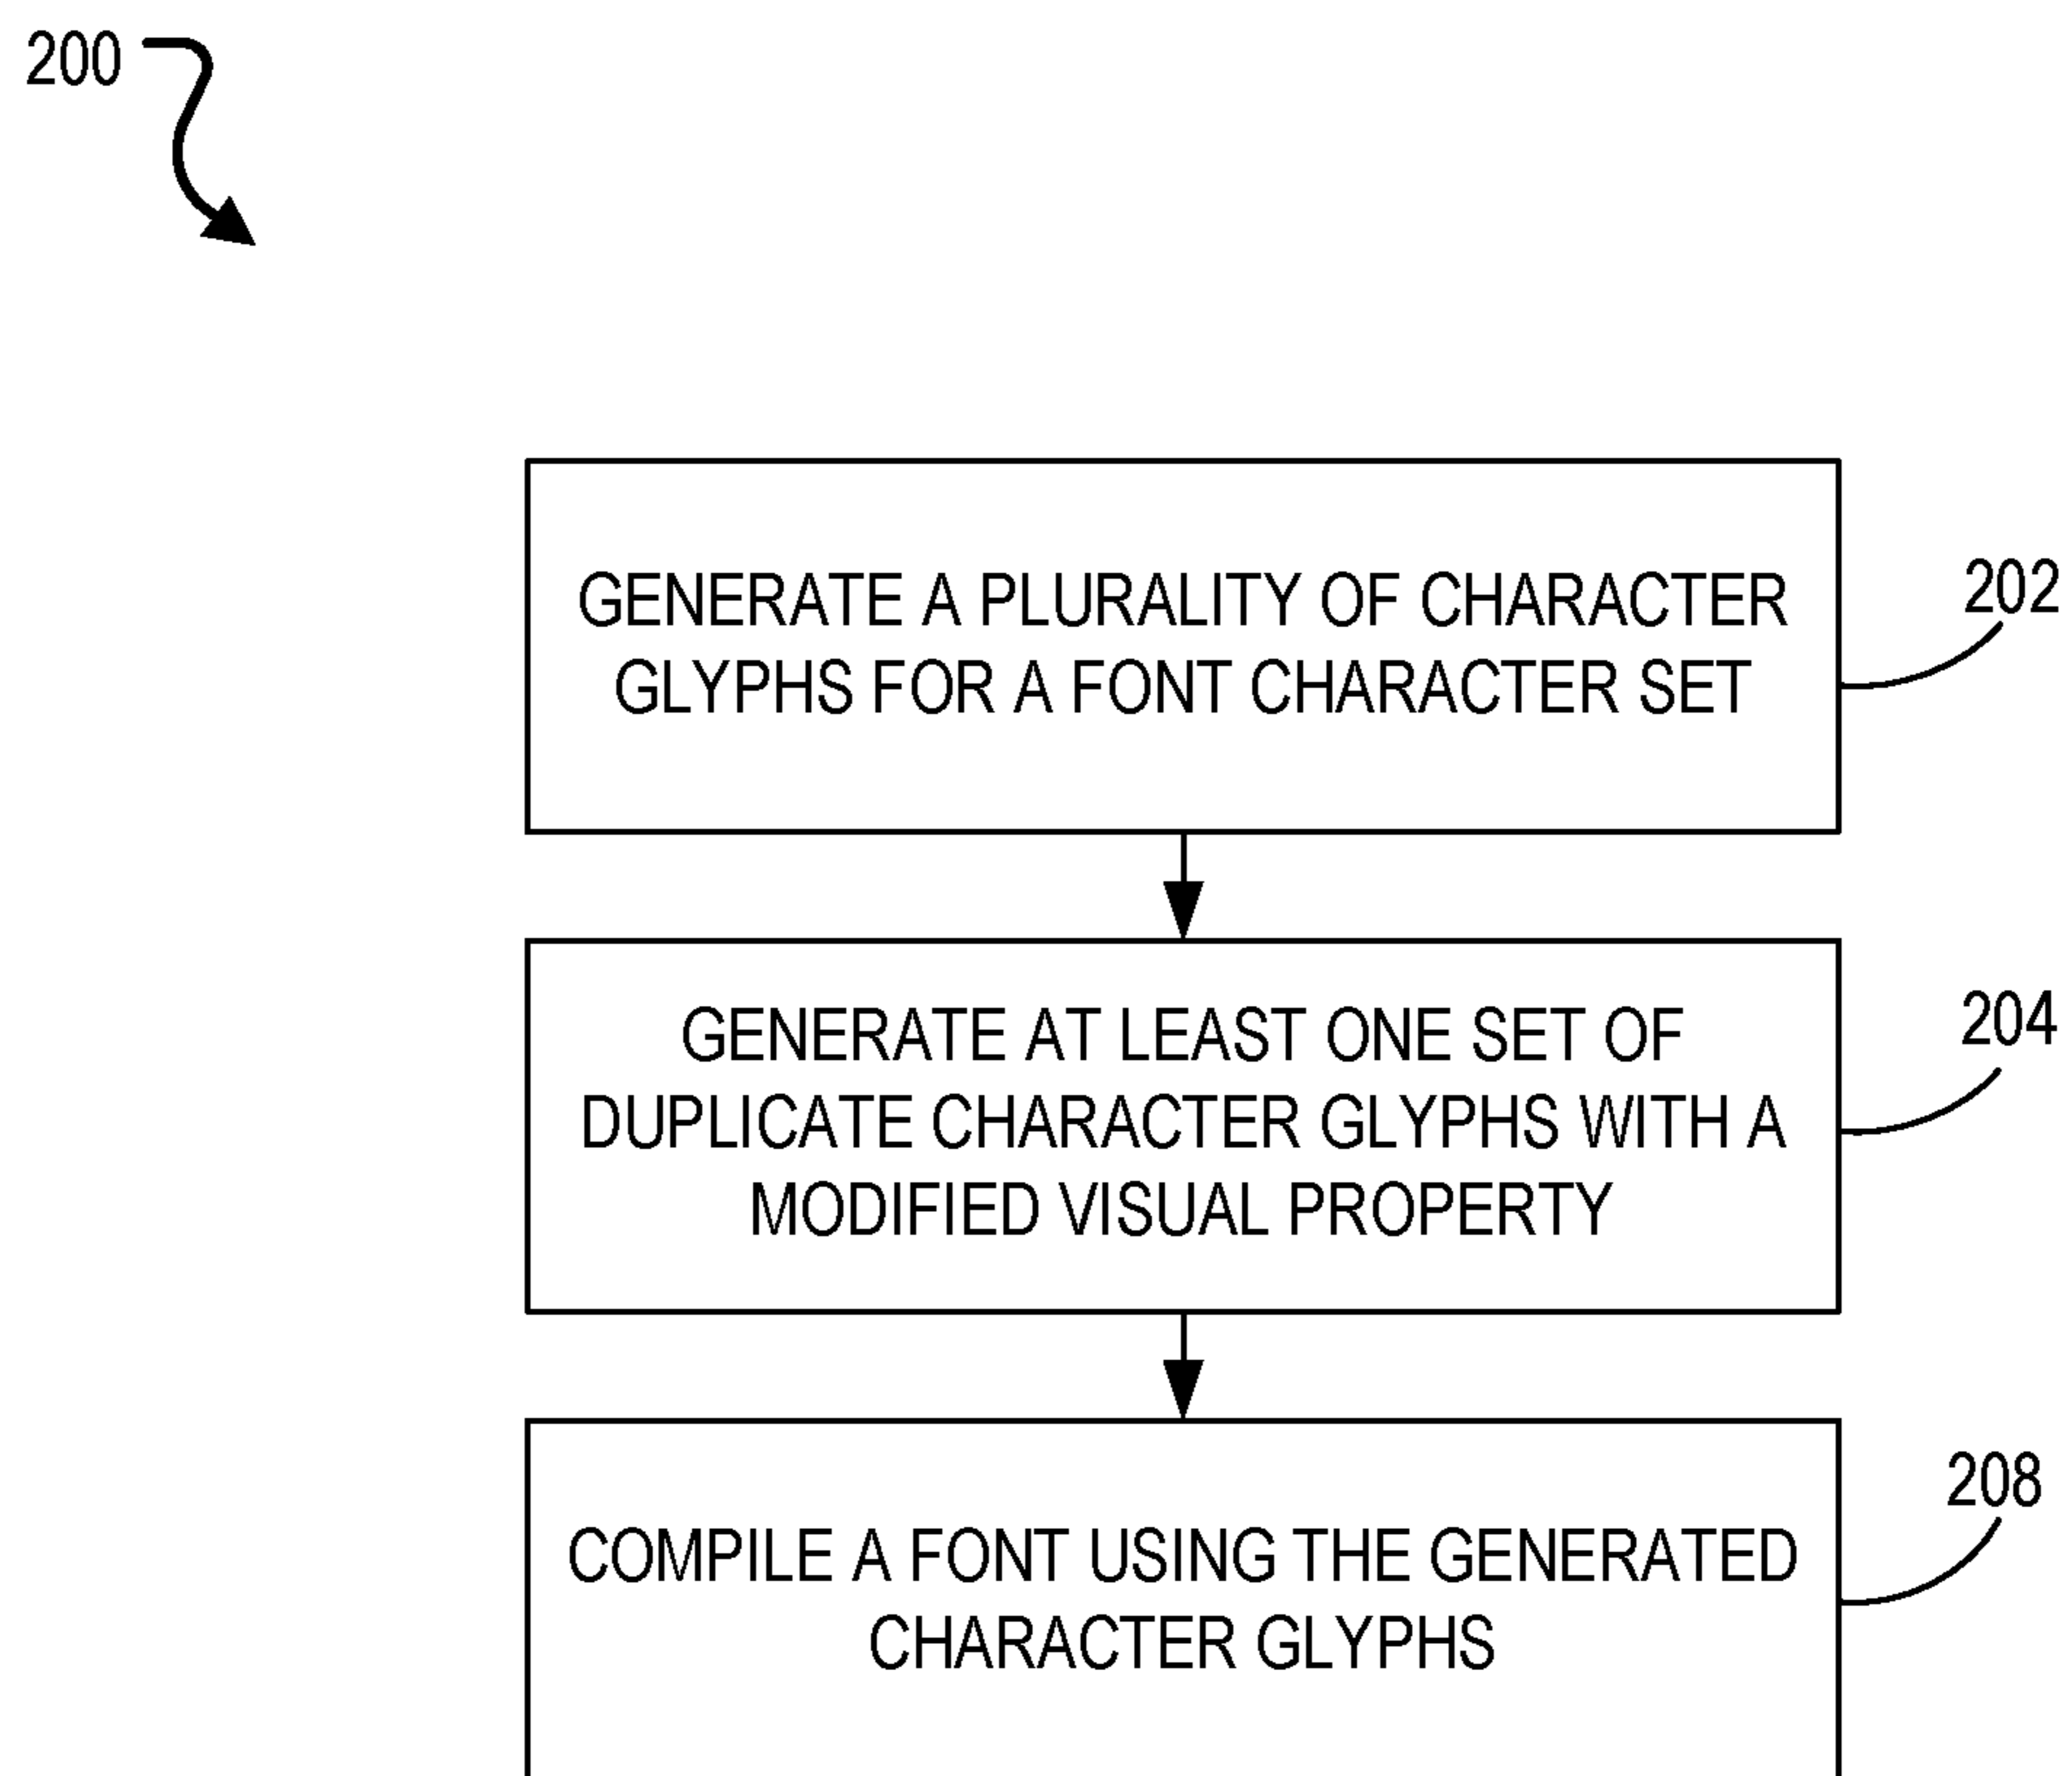 200
GENERATE A PLURALITY OF CHARACTER
GLYPHS FOR A FONT CHARACTER SET
202
GENERATE AT LEAST ONE SET OF
DUPLICATE CHARACTER GLYPHS WITH A
MODIFIED VISUAL PROPERTY
204
COMPILE A FONT USING THE GENERATED
CHARACTER GLYPHS
208